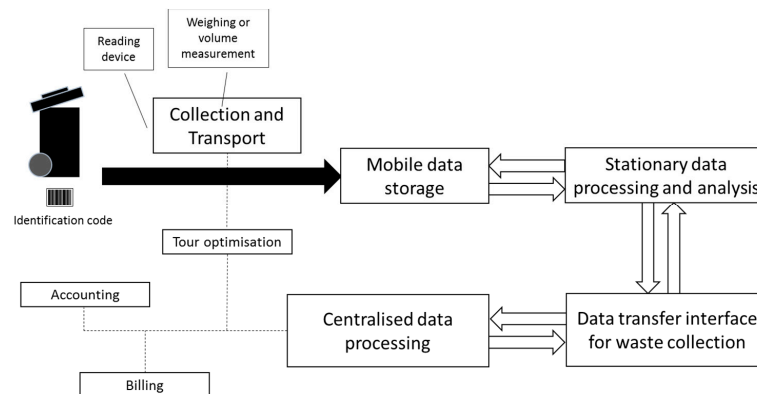 Weighing or
volume
measurement
Reading
device
Collection and
Transport
Mobile data
storage
Stationary data
processing and analysis
Identification code
Tour optimisation
Accounting
Centralised data
processing
Data transfer interface
for waste collection
Billing